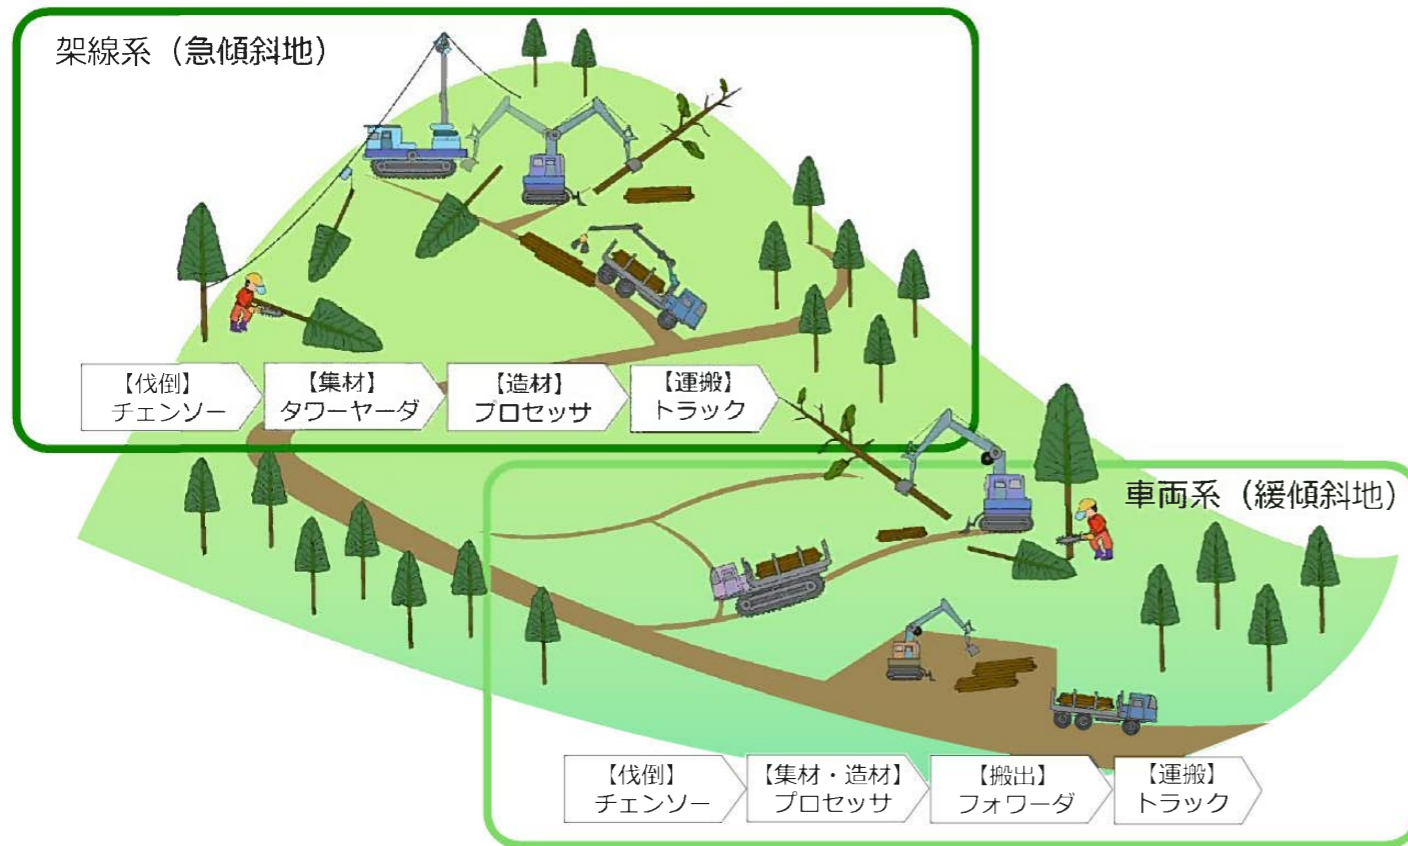 架線系（急傾斜地）
【伐倒】
チェンソー
【集材】
タワーヤーダ
【造材】
プロセッサ
【運搬】
トラック
車両系（緩傾斜地）
【伐倒】
チェンソー
【集材・造材】
プロセッサ
【搬出】
フォワーダ
【運搬】
トラック